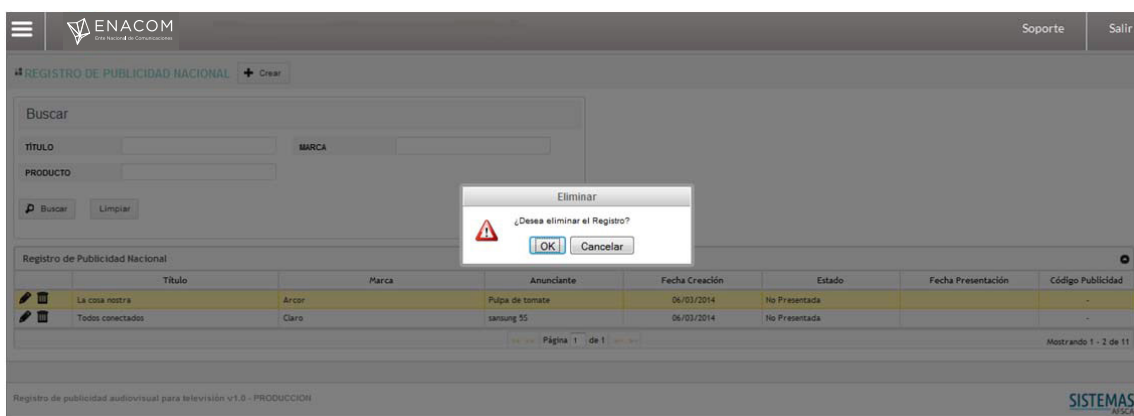 ENACOM
Ente Nacional de Comunicaciones
Soporte Salir
REGISTRO DE PUBLICIDAD NACIONAL Crear
Buscar
TÍTULO MARCA
PRODUCTO
Buscar Limpiar
Eliminar
¿Desea eliminar el Registro?
OK Cancelar
Registro de Publicidad Nacional
Título Marca Anunciante Fecha Creación Estado Fecha Presentación Código Publicidad
La cosa nostra Arcor Pulpa de tomate 06/03/2014 No Presentada -
Todos conectados Claro sansung S5 06/03/2014 No Presentada -
Página 1 de 1 Mostrando 1 - 2 de 11
Registro de publicidad audiovisual para televisión v1.0 - PRODUCCION
SISTEMAS
AFSCA